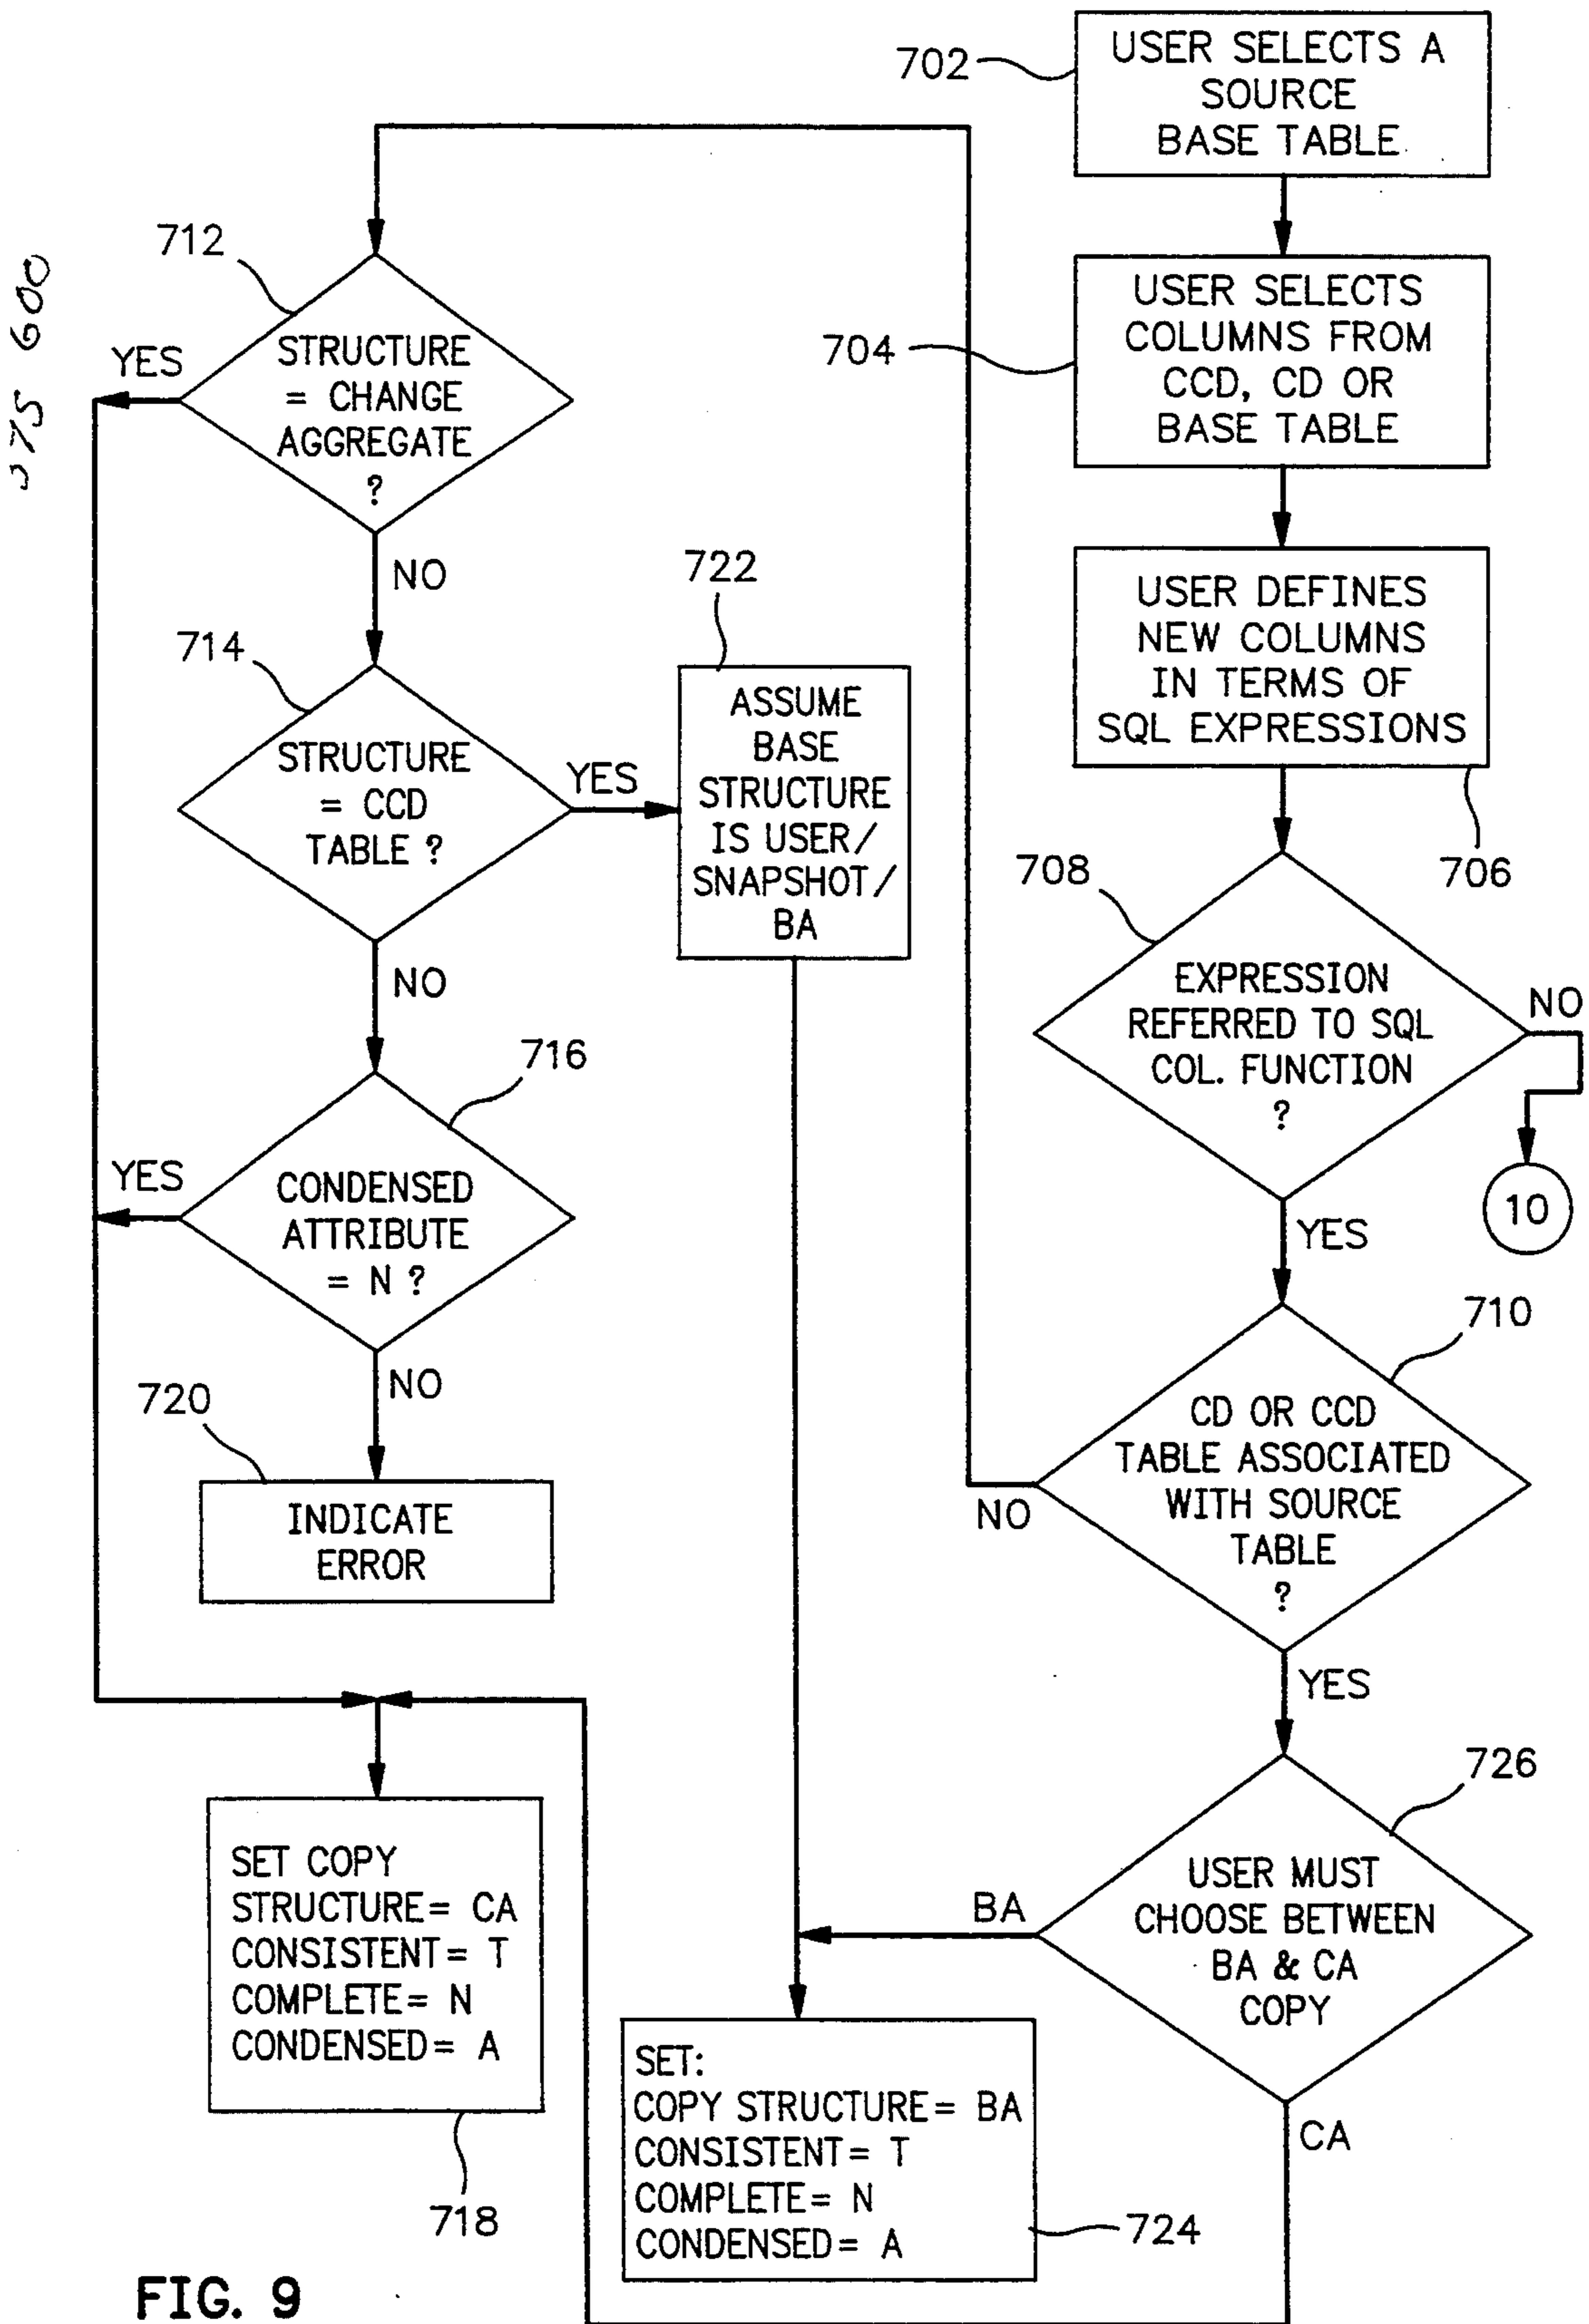 702
USER SELECTS A
SOURCE
BASE TABLE
704
USER SELECTS
COLUMNS FROM
CCD, CD OR
BASE TABLE
USER DEFINES
NEW COLUMNS
IN TERMS OF
SQL EXPRESSIONS
706
708
EXPRESSION
REFERRED TO SQL
COL. FUNCTION
?
NO
10
YES
710
CD OR CCD
TABLE ASSOCIATED
WITH SOURCE
TABLE
?
NO
YES
726
USER MUST
CHOOSE BETWEEN
BA & CA
COPY
BA
CA
712
STRUCTURE
= CHANGE
AGGREGATE
?
YES
NO
714
STRUCTURE
= CCD
TABLE ?
YES
NO
722
ASSUME
BASE
STRUCTURE
IS USER/
SNAPSHOT/
BA
716
CONDENSED
ATTRIBUTE
= N ?
YES
NO
720
INDICATE
ERROR
SET COPY
STRUCTURE= CA
CONSISTENT= T
COMPLETE= N
CONDENSED= A
718
SET:
COPY STRUCTURE= BA
CONSISTENT= T
COMPLETE= N
CONDENSED= A
724
FIG. 9
600